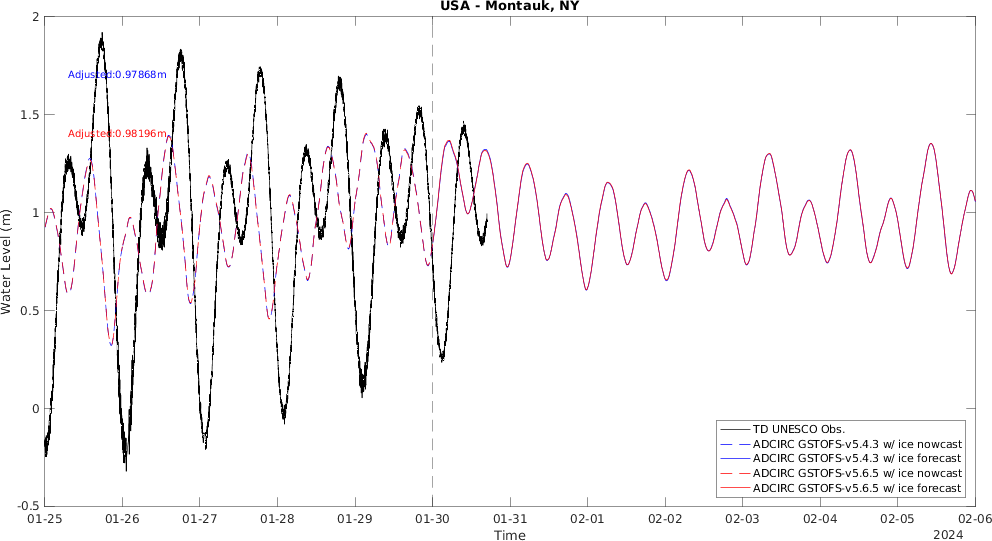 USA - Montauk, NY
2
1.5
1
0.5
0
-0.5
Water Level (m)
Adjusted:0.97868m
Adjusted:0.98196m
TD UNESCO Obs.
ADCIRC GSTOFS-v5.4.3 w/ ice nowcast
ADCIRC GSTOFS-v5.4.3 w/ ice forecast
ADCIRC GSTOFS-v5.6.5 w/ ice nowcast
ADCIRC GSTOFS-v5.6.5 w/ ice forecast
01-25 01-26 01-27 01-28 01-29 01-30 01-31 02-01 02-02 02-03 02-04 02-05 02-06
Time
2024